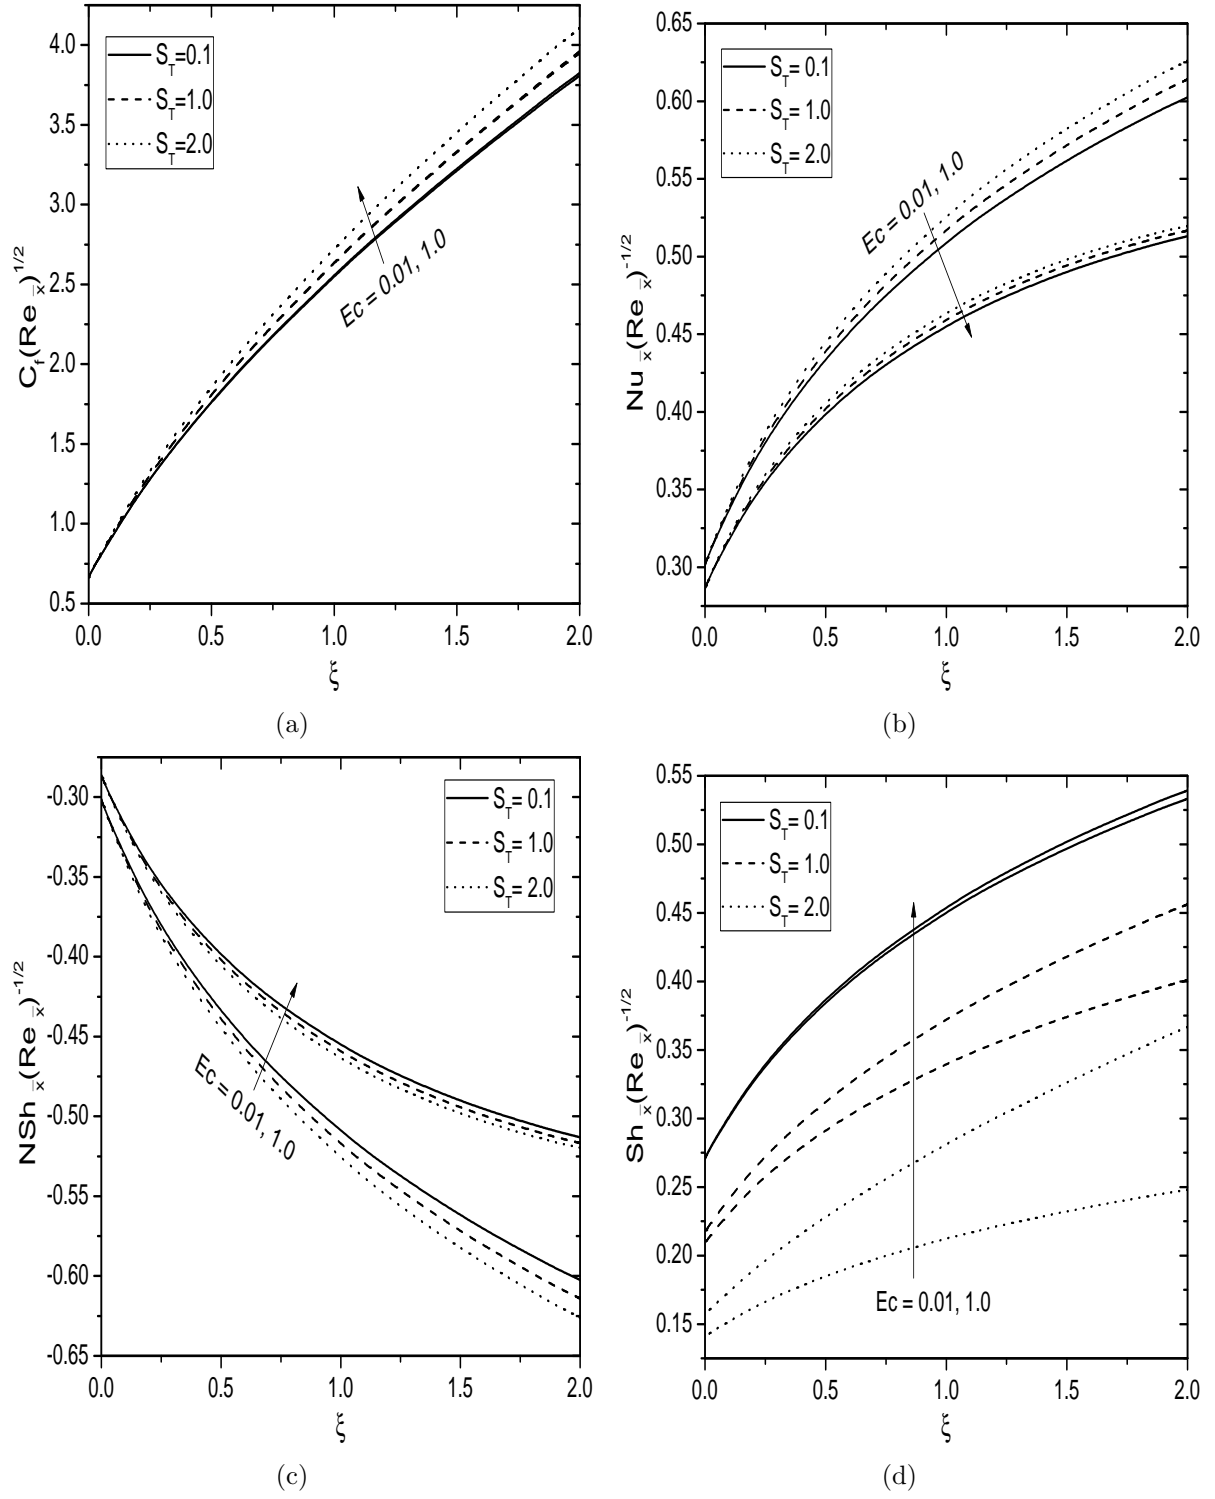 4.0
3.5
3.0
2.5
2.0
1.5
1.0
0.5
C_f(Re_x̅)^1/2
S_T=0.1
S_T=1.0
S_T=2.0
Ec = 0.01, 1.0
0.0 0.5 1.0 1.5 2.0
ξ
(a)
0.65
0.60
0.55
0.50
0.45
0.40
0.35
0.30
Nu_x̅(Re_x̅)^-1/2
S_T= 0.1
S_T= 1.0
S_T= 2.0
Ec = 0.01, 1.0
0.0 0.5 1.0 1.5 2.0
ξ
(b)
-0.30
-0.35
-0.40
-0.45
-0.50
-0.55
-0.60
-0.65
NSh_x̅(Re_x̅)^-1/2
S_T= 0.1
S_T= 1.0
S_T= 2.0
Ec = 0.01, 1.0
0.0 0.5 1.0 1.5 2.0
ξ
(c)
0.55
0.50
0.45
0.40
0.35
0.30
0.25
0.20
0.15
Sh_x̅(Re_x̅)^-1/2
S_T= 0.1
S_T= 1.0
S_T= 2.0
Ec = 0.01, 1.0
0.0 0.5 1.0 1.5 2.0
ξ
(d)